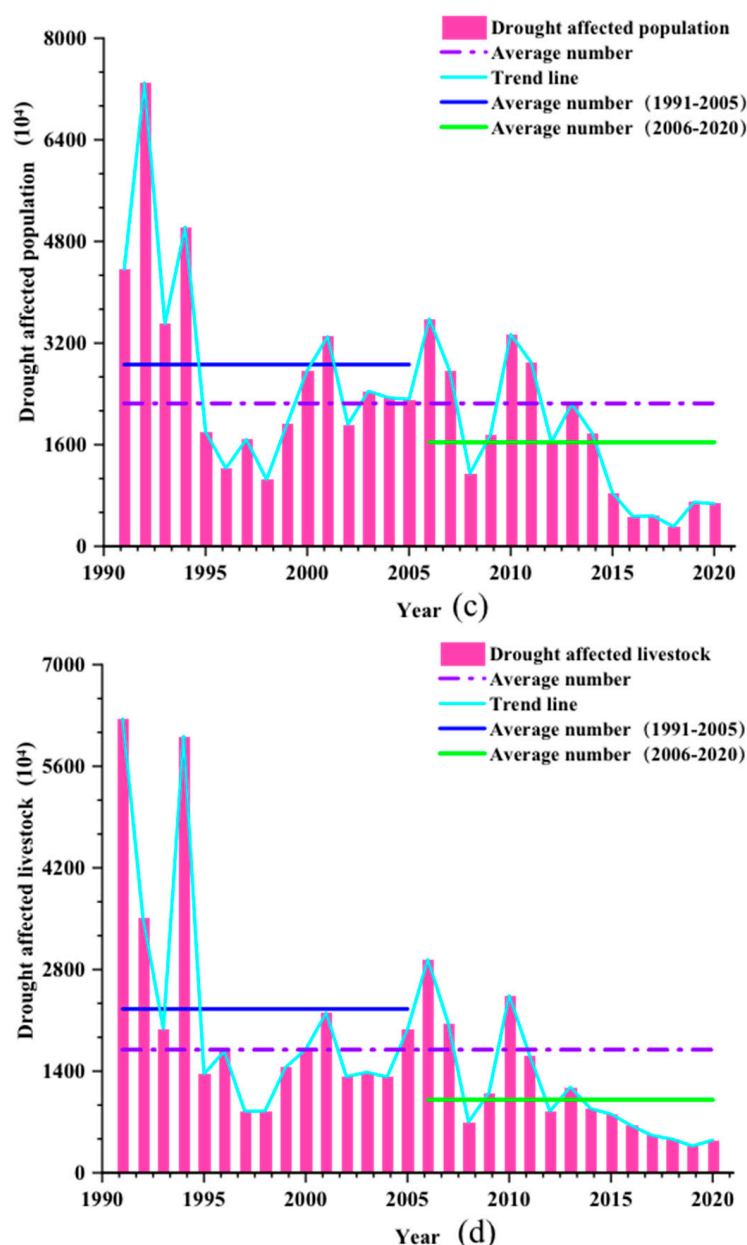 Drought affected population
Average number
Trend line
Average number (1991-2005)
Average number (2006-2020)
Drought affected population (10⁴)
8000
6400
4800
3200
1600
0
1990 1995 2000 2005 2010 2015 2020
Year (c)
Drought affected livestock
Average number
Trend line
Average number (1991-2005)
Average number (2006-2020)
Drought affected livestock (10⁴)
7000
5600
4200
2800
1400
0
1990 1995 2000 2005 2010 2015 2020
Year (d)